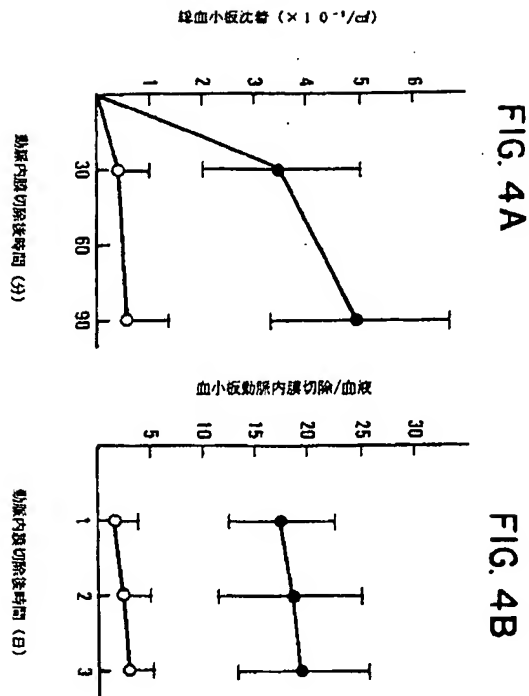 FIG. 4A
総血小板沈着 (×10⁻¹/㎠)
1 2 3 4 5 6
30 60 90
動脈内膜切除後時間 (分)
FIG. 4B
血小板動脈内膜切除/血液
5 10 15 20 25 30
1 2 3
動脈内膜切除後時間 (日)